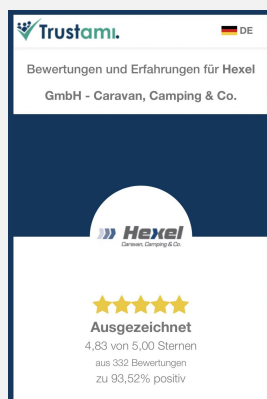 Trustami.
DE
Bewertungen und Erfahrungen für Hexel
GmbH - Caravan, Camping & Co.
Hexel
Caravan, Camping & Co.
Ausgezeichnet
4,83 von 5,00 Sternen
aus 332 Bewertungen
zu 93,52% positiv